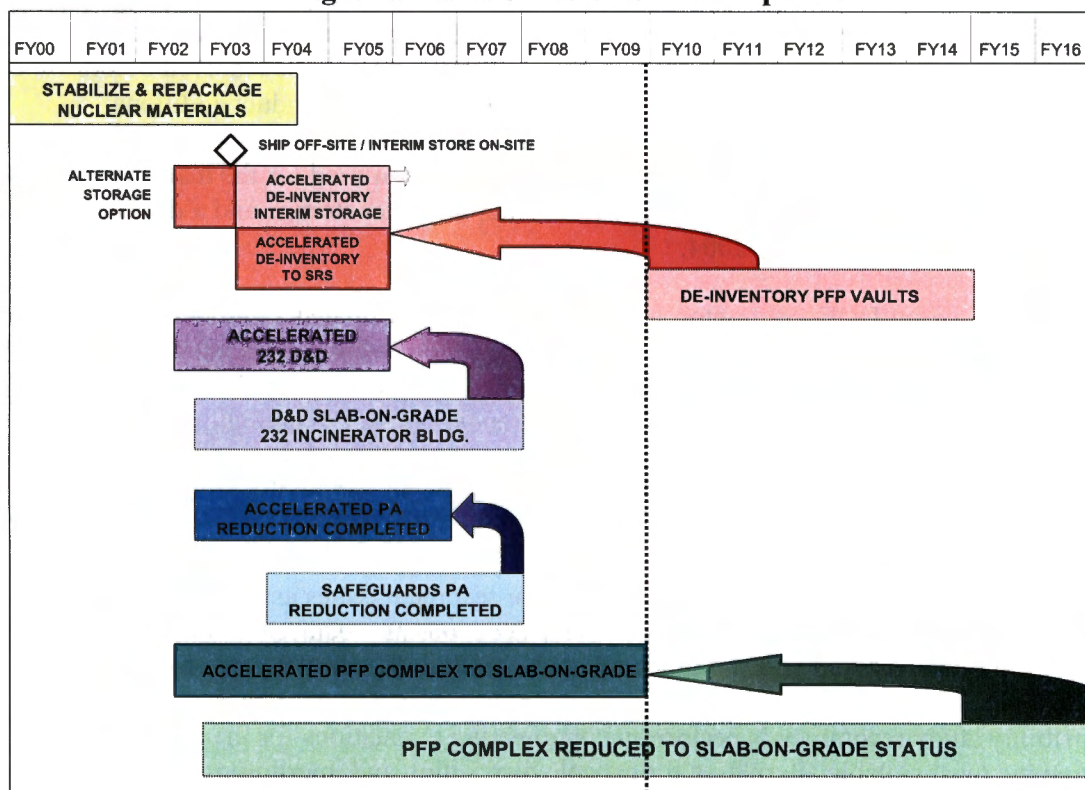 FY00 FY01 FY02 FY03 FY04 FY05 FY06 FY07 FY08 FY09 FY10 FY11 FY12 FY13 FY14 FY15 FY16
STABILIZE & REPACKAGE
NUCLEAR MATERIALS
SHIP OFF-SITE / INTERIM STORE ON-SITE
ALTERNATE
STORAGE
OPTION
ACCELERATED
DE-INVENTORY
INTERIM STORAGE
ACCELERATED
DE-INVENTORY
TO SRS
DE-INVENTORY PFP VAULTS
ACCELERATED
232 D&D
D&D SLAB-ON-GRADE
232 INCINERATOR BLDG.
ACCELERATED PA
REDUCTION COMPLETED
SAFEGUARDS PA
REDUCTION COMPLETED
ACCELERATED PFP COMPLEX TO SLAB-ON-GRADE
PFP COMPLEX REDUCED TO SLAB-ON-GRADE STATUS